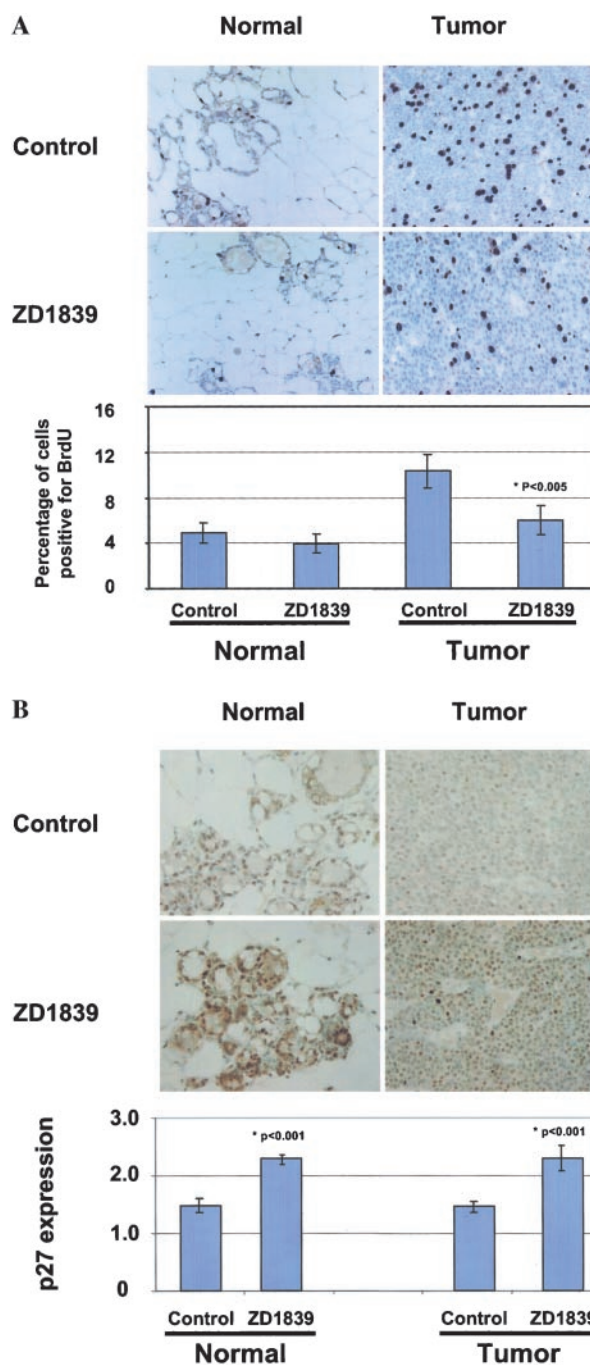 A
Normal Tumor
Control
ZD1839
Percentage of cells
positive for BrdU
16
12
8
4
0
* P<0.005
Control ZD1839 Control ZD1839
Normal Tumor
B
Normal Tumor
Control
ZD1839
p27 expression
3.0
2.0
1.0
0
* p<0.001 * p<0.001
Control ZD1839 Control ZD1839
Normal Tumor